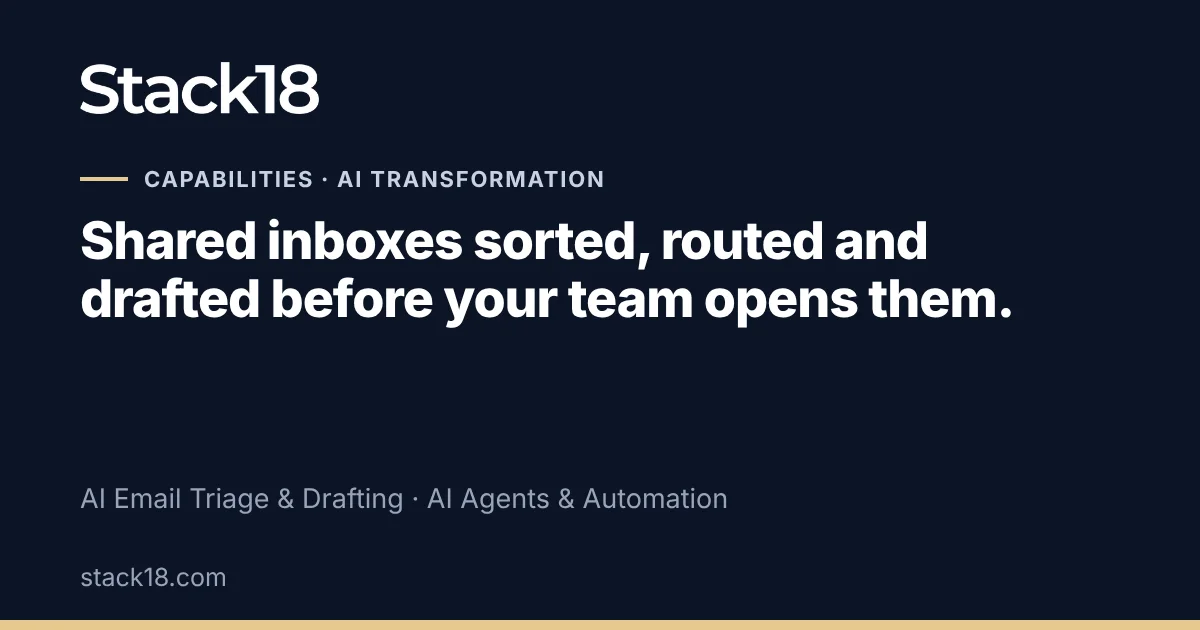 Stack18
CAPABILITIES · AI TRANSFORMATION
Shared inboxes sorted, routed and
drafted before your team opens them.
AI Email Triage & Drafting · AI Agents & Automation
stack18.com